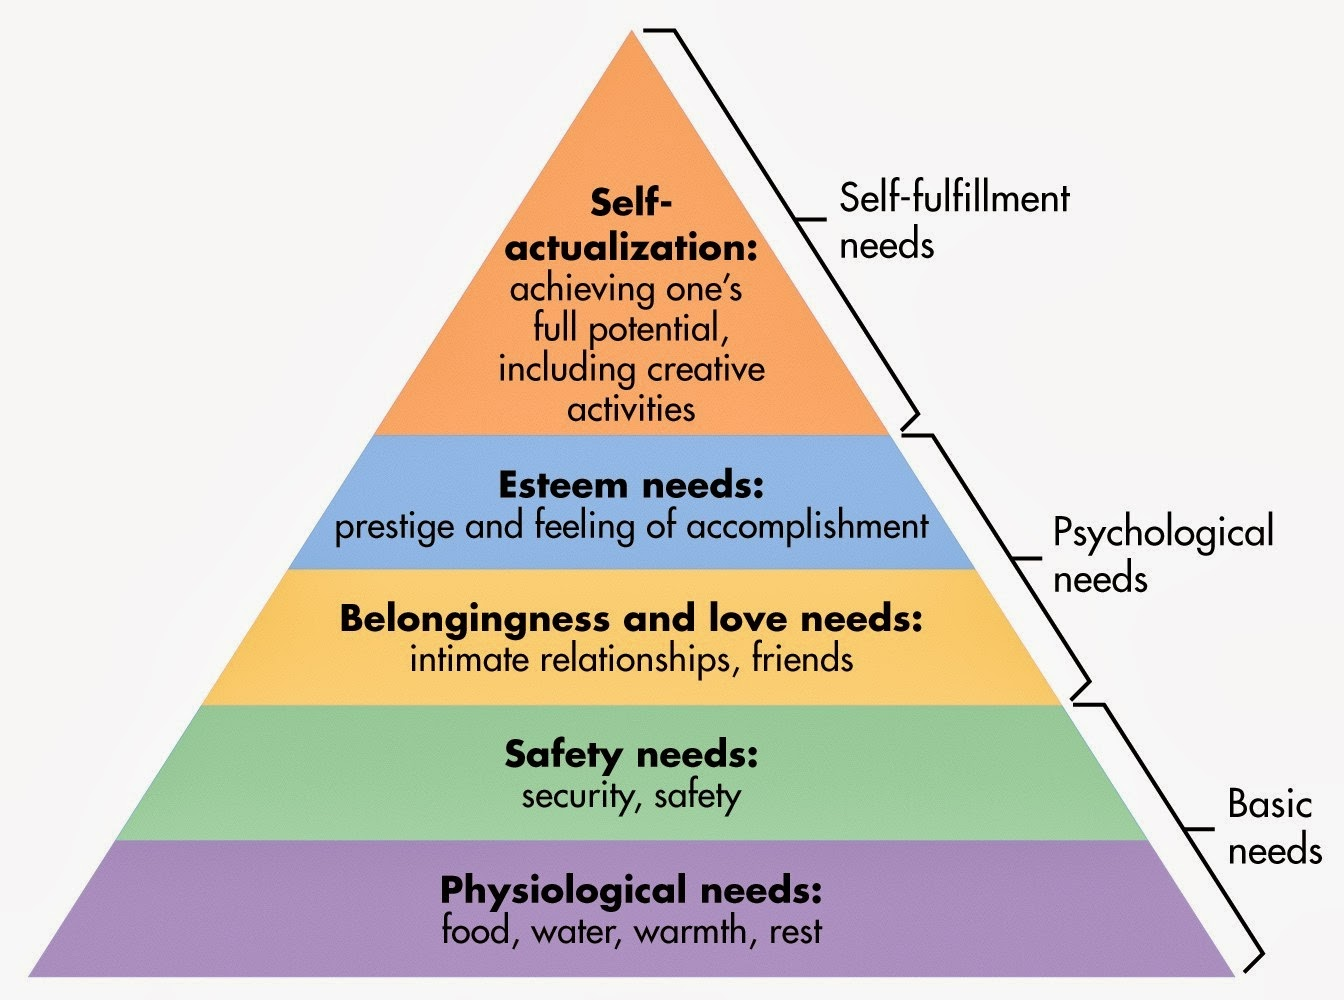 Self-
actualization:
achieving one's
full potential,
including creative
activities
Self-fulfillment
needs
Esteem needs:
prestige and feeling of accomplishment
Belongingness and love needs:
intimate relationships, friends
Psychological
needs
Safety needs:
security, safety
Physiological needs:
food, water, warmth, rest
Basic
needs